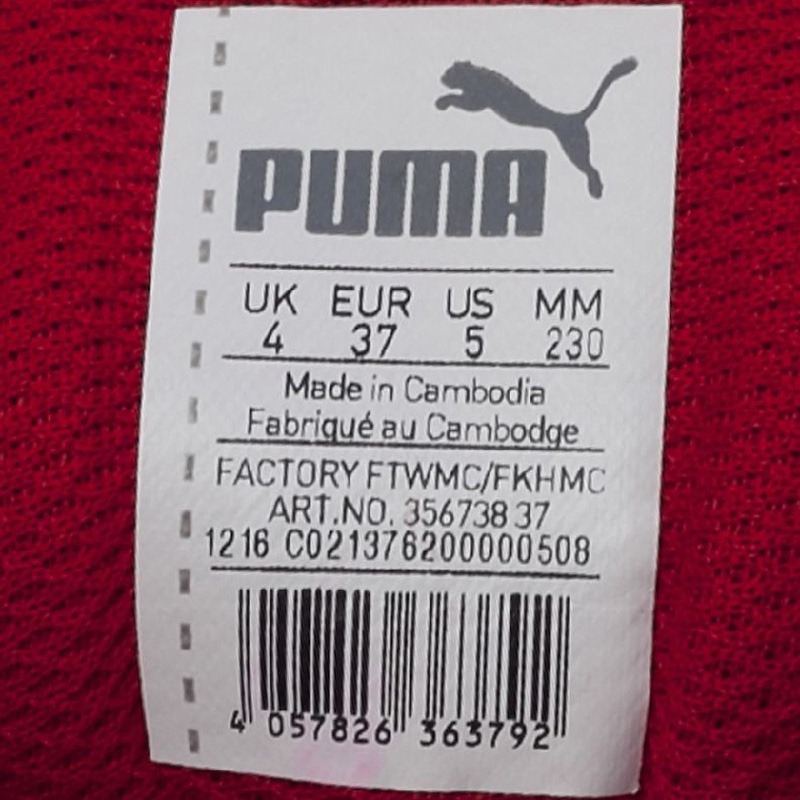 PUMA
UK EUR US MM
4 37 5 230
Made in Cambodia
Fabriqué au Cambodge
FACTORY FTWMC/FKHMC
ART.NO. 356738 37
1216 C021376200000508
4 057826 363792